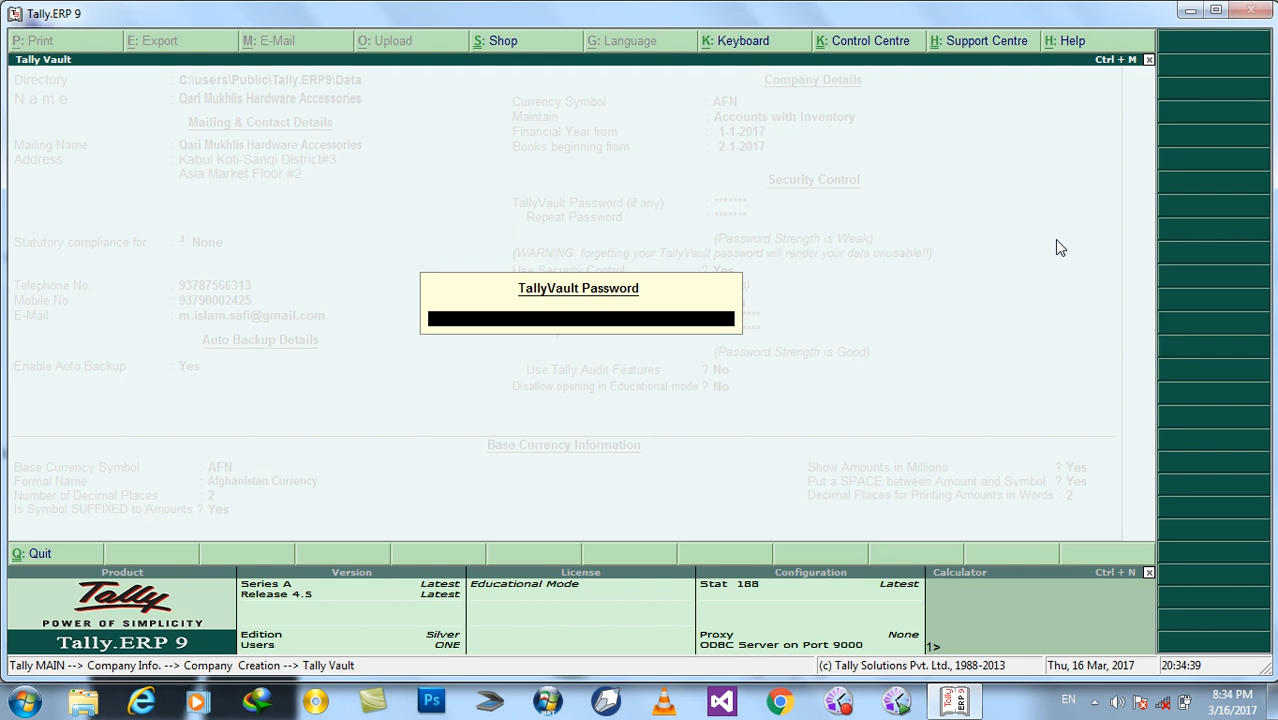 Tally.ERP 9
P: Print E: Export M: E-Mail O: Upload S: Shop G: Language K: Keyboard K: Control Centre H: Support Centre H: Help
Tally Vault Ctrl + M
Directory : C:\users\Public\Tally.ERP9\Data
Name : Qari Mukhlis Hardware Accessories
Mailing & Contact Details
Mailing Name : Qari Mukhlis Hardware Accessories
Address : Kabul Koti-Sangi District#3
Asia Market Floor #2
Statutory compliance for : ┘ None
Telephone No. : 93787566313
Mobile No. : 93790002425
E-Mail : m.islam.safi@gmail.com
Auto Backup Details
Enable Auto Backup : Yes
Company Details
Currency Symbol : AFN
Maintain : Accounts with Inventory
Financial Year from : 1-1-2017
Books beginning from : 2-1-2017
Security Control
TallyVault Password (if any) : *******
Repeat Password : *******
(Password Strength is Weak)
(WARNING: forgetting your TallyVault password will render your data unusable!!)
Use Security Control ? Yes
TallyVault Password
(Password Strength is Good)
Use Tally Audit Features ? No
Disallow opening in Educational mode ? No
Base Currency Information
Base Currency Symbol : AFN
Formal Name : Afghanistan Currency
Number of Decimal Places : 2
Is Symbol SUFFIXED to Amounts ? Yes
Show Amounts in Millions ? Yes
Put a SPACE between Amount and Symbol ? Yes
Decimal Places for Printing Amounts in Words : 2
Q: Quit
Product Version License Configuration Calculator Ctrl + N
Tally
POWER OF SIMPLICITY
Tally.ERP 9
Series A Latest
Release 4.5 Latest
Edition Silver
Users ONE
Educational Mode
Stat 188 Latest
Proxy None
ODBC Server on Port 9000
1>
Tally MAIN --> Company Info. --> Company Creation --> Tally Vault (c) Tally Solutions Pvt. Ltd., 1988-2013 Thu, 16 Mar, 2017 20:34:39
Ps
Tally
ERP 9
EN
8:34 PM
3/16/2017